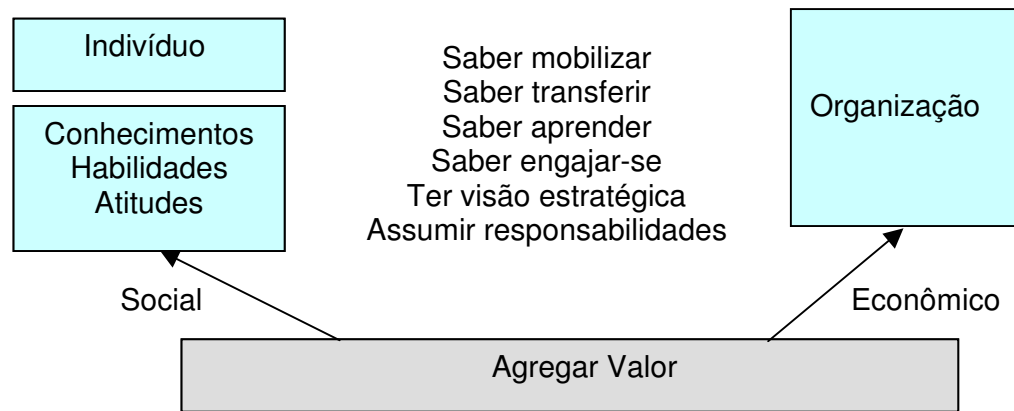 Indivíduo
Conhecimentos
Habilidades
Atitudes
Saber mobilizar
Saber transferir
Saber aprender
Saber engajar-se
Ter visão estratégica
Assumir responsabilidades
Organização
Social
Econômico
Agregar Valor